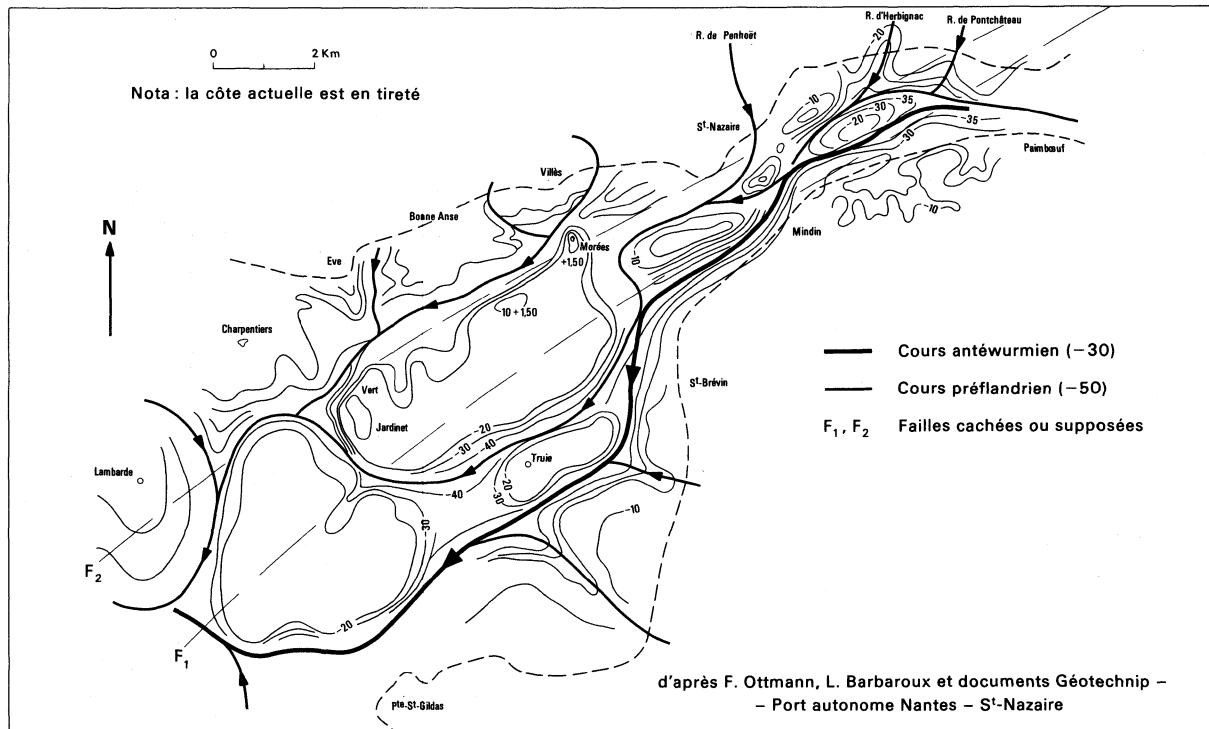 R. d'Herbignac
R. de Pontchâteau
R. de Penhoët
0 2 Km
Nota : la côte actuelle est en tireté
-20
-10
-35
-30
-20
-35
30
Sᵗ-Nazaire
Paimbœuf
-10
Villès
Bonne Anse
N
Mindin
Morées
+1,50
10
Eve
10 + 1,50
Charpentiers
Cours antéwurmien (-30)
Sᵗ-Brévin
Cours préflandrien (-50)
Vert
Jardinet
F₁, F₂ Failles cachées ou supposées
-20
-30
-40
Truie
Lambarde
-20
-30
-40
-10
-30
F₂
-20
F₁
d'après F. Ottmann, L. Barbaroux et documents Géotechnip –
– Port autonome Nantes – Sᵗ-Nazaire
Pᵗᵉ-Sᵗ-Gildas